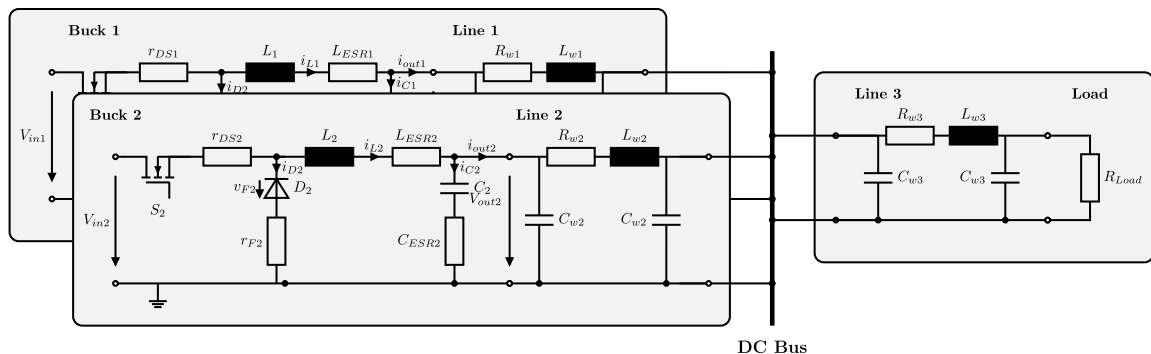 Buck 1
Line 1
r_{DS1}
L_1
i_{L1}
L_{ESR1}
i_{out1}
R_{w1}
L_{w1}
i_{D2}
i_{C1}
V_{in1}
Buck 2
Line 2
r_{DS2}
L_2
i_{L2}
L_{ESR2}
i_{out2}
R_{w2}
L_{w2}
i_{D2}
i_{C2}
v_{F2}
D_2
C_2
V_{out2}
S_2
V_{in2}
r_{F2}
C_{ESR2}
C_{w2}
C_{w2}
Line 3
Load
R_{w3}
L_{w3}
C_{w3}
C_{w3}
R_{Load}
DC Bus